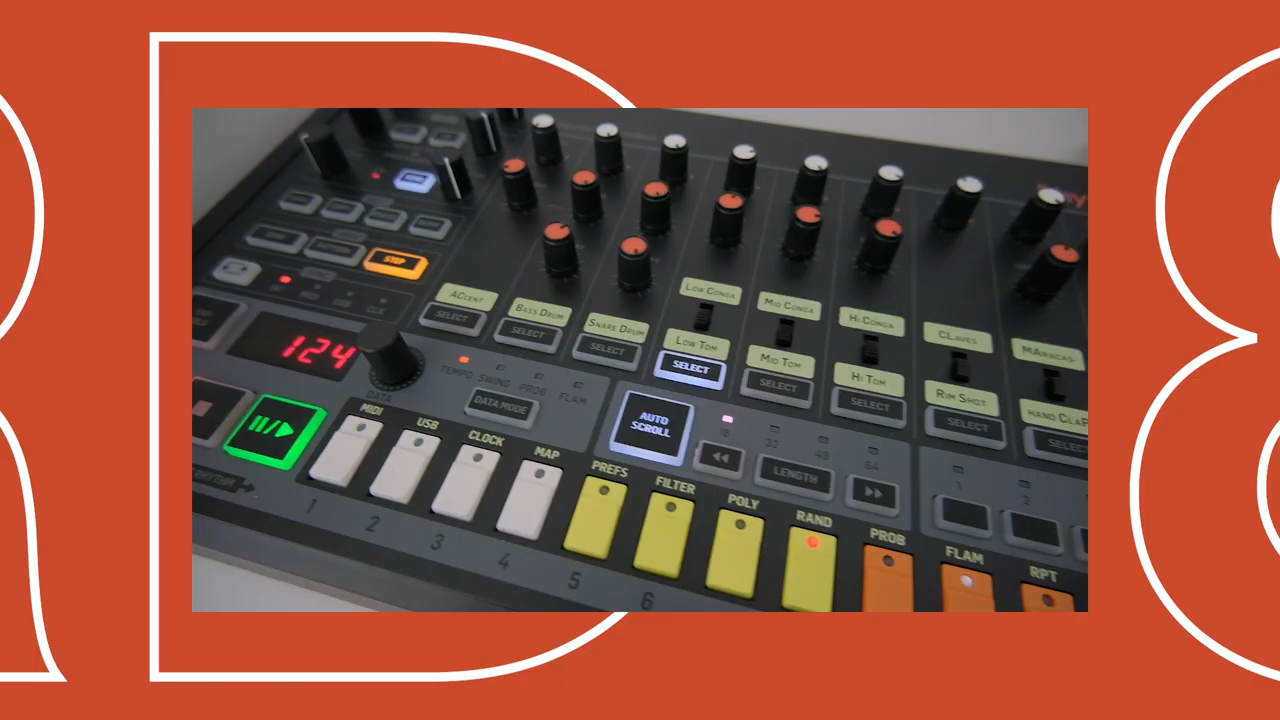 STEP
ACCENT
SELECT
BASS DRUM
SELECT
SNARE DRUM
SELECT
LOW CONGA
LOW TOM
SELECT
MID CONGA
MID TOM
SELECT
HI CONGA
HI TOM
SELECT
CLAVES
RIM SHOT
SELECT
MARACAS
HAND CLAP
SELECT
124
DATA
TEMPO SWING PROB FLAM
DATA MODE
AUTO
SCROLL
16 32 48 64
LENGTH
1 2
MIDI USB CLOCK MAP PREFS FILTER POLY RAND PROB FLAM RPT
1 2 3 4 5 6